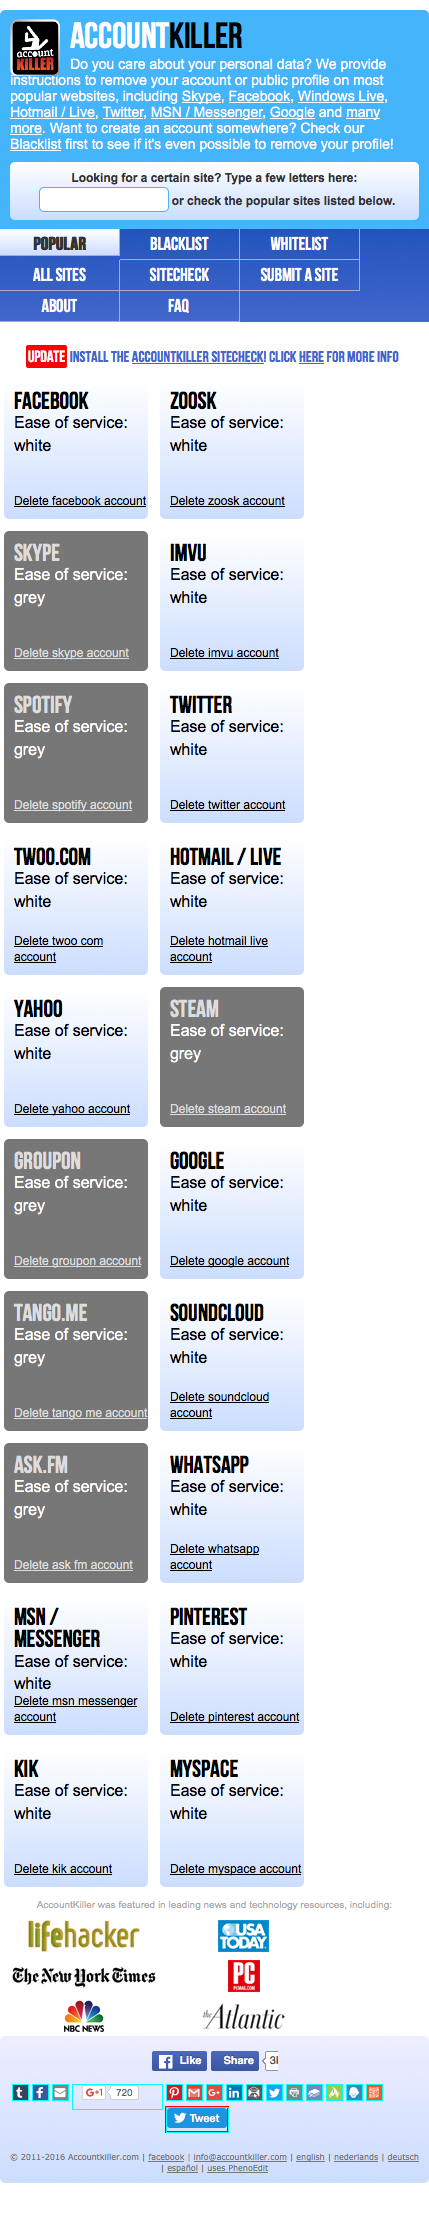 account
KILLER
ACCOUNTKILLER
Do you care about your personal data? We provide
instructions to remove your account or public profile on most
popular websites, including Skype, Facebook, Windows Live,
Hotmail / Live, Twitter, MSN / Messenger, Google and many
more. Want to create an account somewhere? Check our
Blacklist first to see if it's even possible to remove your profile!
Looking for a certain site? Type a few letters here:
or check the popular sites listed below.
POPULAR BLACKLIST WHITELIST
ALL SITES SITECHECK SUBMIT A SITE
ABOUT FAQ
UPDATE INSTALL THE ACCOUNTKILLER SITECHECK! CLICK HERE FOR MORE INFO
FACEBOOK
Ease of service:
white
Delete facebook account
ZOOSK
Ease of service:
white
Delete zoosk account
SKYPE
Ease of service:
grey
Delete skype account
IMVU
Ease of service:
white
Delete imvu account
SPOTIFY
Ease of service:
grey
Delete spotify account
TWITTER
Ease of service:
white
Delete twitter account
TWOO.COM
Ease of service:
white
Delete twoo com
account
HOTMAIL / LIVE
Ease of service:
white
Delete hotmail live
account
YAHOO
Ease of service:
white
Delete yahoo account
STEAM
Ease of service:
grey
Delete steam account
GROUPON
Ease of service:
grey
Delete groupon account
GOOGLE
Ease of service:
white
Delete google account
TANGO.ME
Ease of service:
grey
Delete tango me account
SOUNDCLOUD
Ease of service:
white
Delete soundcloud
account
ASK.FM
Ease of service:
grey
Delete ask fm account
WHATSAPP
Ease of service:
white
Delete whatsapp
account
MSN /
MESSENGER
Ease of service:
white
Delete msn messenger
account
PINTEREST
Ease of service:
white
Delete pinterest account
KIK
Ease of service:
white
Delete kik account
MYSPACE
Ease of service:
white
Delete myspace account
AccountKiller was featured in leading news and technology resources, including:
lifehacker
USA
TODAY
The New York Times
PC
PCMAG.COM
NBC NEWS
the Atlantic
Like Share
G+1 720
Tweet
© 2011-2016 Accountkiller.com | facebook | info@accountkiller.com | english | nederlands | deutsch
| español | uses PhenoEdit